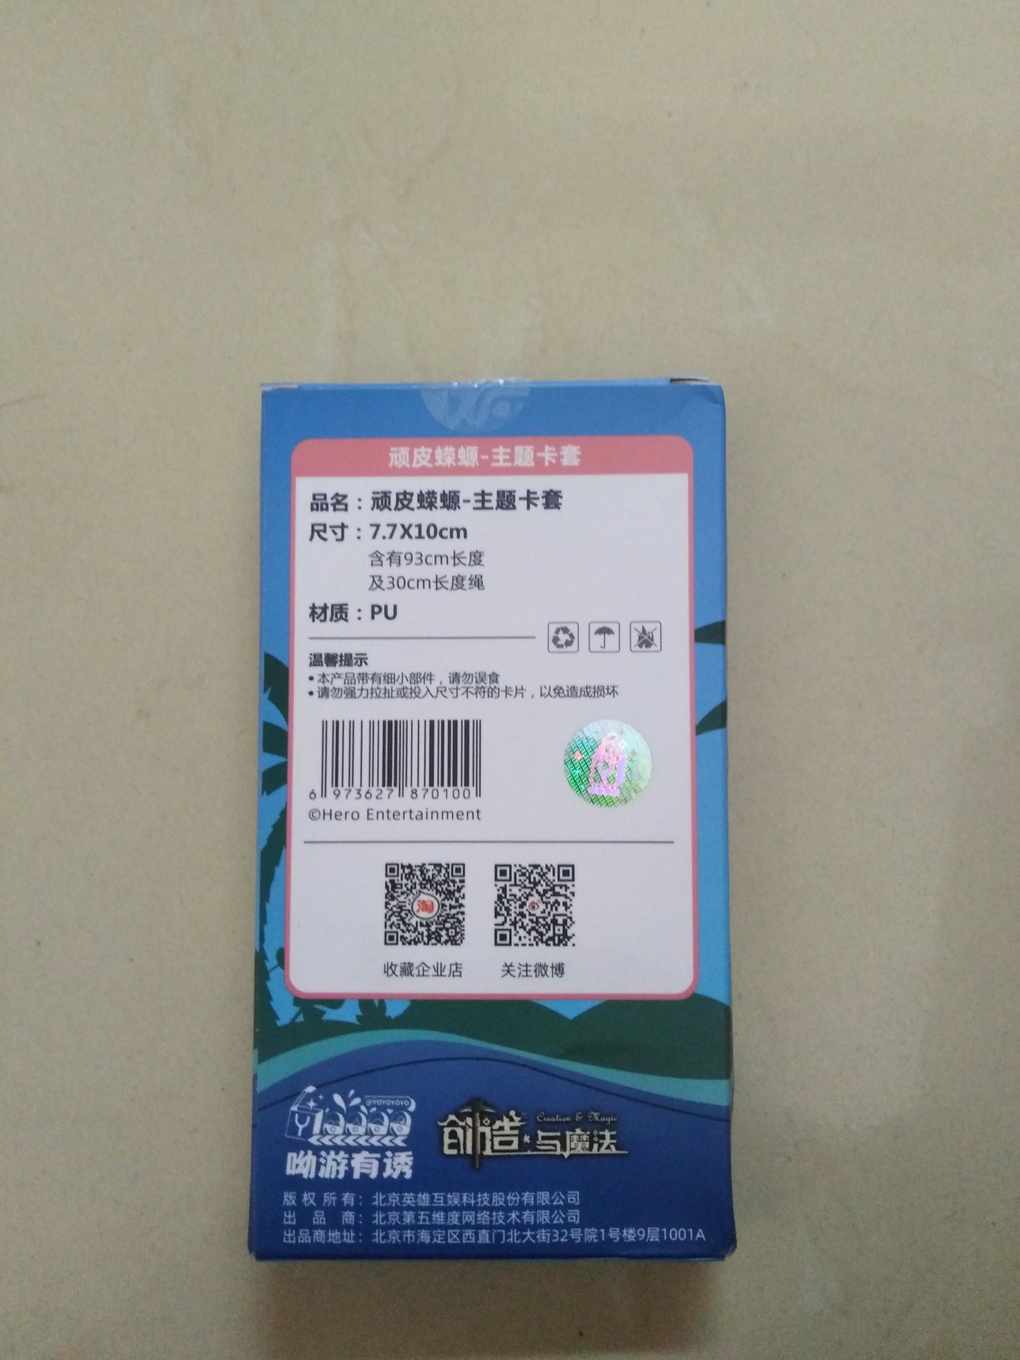 顽皮蝾螈-主题卡套
品名：顽皮蝾螈-主题卡套
尺寸：7.7X10cm
含有93cm长度
及30cm长度绳
材质：PU
温馨提示
•本产品带有细小部件，请勿误食
•请勿强力拉扯或投入尺寸不符的卡片，以免造成损坏
6 973627 870100
©Hero Entertainment
淘
收藏企业店 关注微博
@YOYOYOYO
呦游有诱
Creation & Magic
创造与魔法
版权所有：北京英雄互娱科技股份有限公司
出品商：北京第五维度网络技术有限公司
出品商地址：北京市海淀区西直门北大街32号院1号楼9层1001A